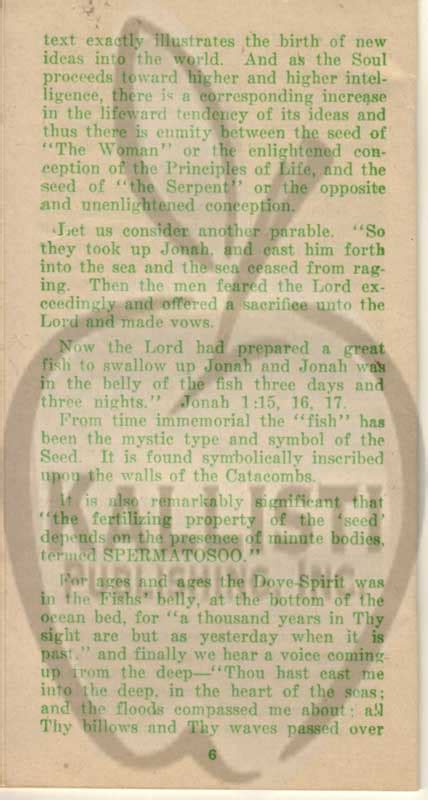 text exactly illustrates the birth of new
ideas into the world. And as the Soul
proceeds toward higher and higher intel-
ligence, there is a corresponding increase
in the lifeward tendency of its ideas and
thus there is enmity between the seed of
"The Woman" or the enlightened con-
ception of the Principles of Life, and the
seed of "the Serpent" or the opposite
and unenlightened conception.
Let us consider another parable. "So
they took up Jonah, and cast him forth
into the sea and the sea ceased from rag-
ing. Then the men feared the Lord ex-
ceedingly and offered a sacrifice unto the
Lord and made vows.
Now the Lord had prepared a great
fish to swallow up Jonah and Jonah was
in the belly of the fish three days and
three nights." Jonah 1:15, 16, 17.
From time immemorial the "fish" has
been the mystic type and symbol of the
Seed. It is found symbolically inscribed
upon the walls of the Catacombs.
It is also remarkably significant that
"the fertilizing property of the 'seed'
depends on the presence of minute bodies,
termed SPERMATOSOO."
For ages and ages the Dove-Spirit was
in the Fishs' belly, at the bottom of the
ocean bed, for "a thousand years in Thy
sight are but as yesterday when it is
past," and finally we hear a voice coming
up from the deep—"Thou hast cast me
into the deep, in the heart of the seas;
and the floods compassed me about; all
Thy billows and Thy waves passed over
6